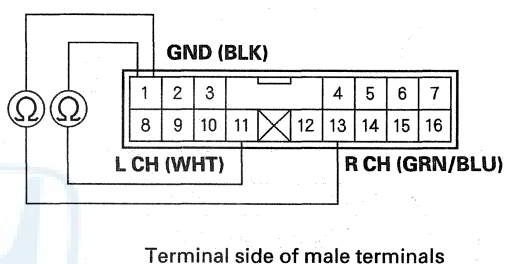 GND (BLK)
1 2 3 4 5 6 7
Ω Ω
8 9 10 11 12 13 14 15 16
L CH (WHT) R CH (GRN/BLU)
Terminal side of male terminals